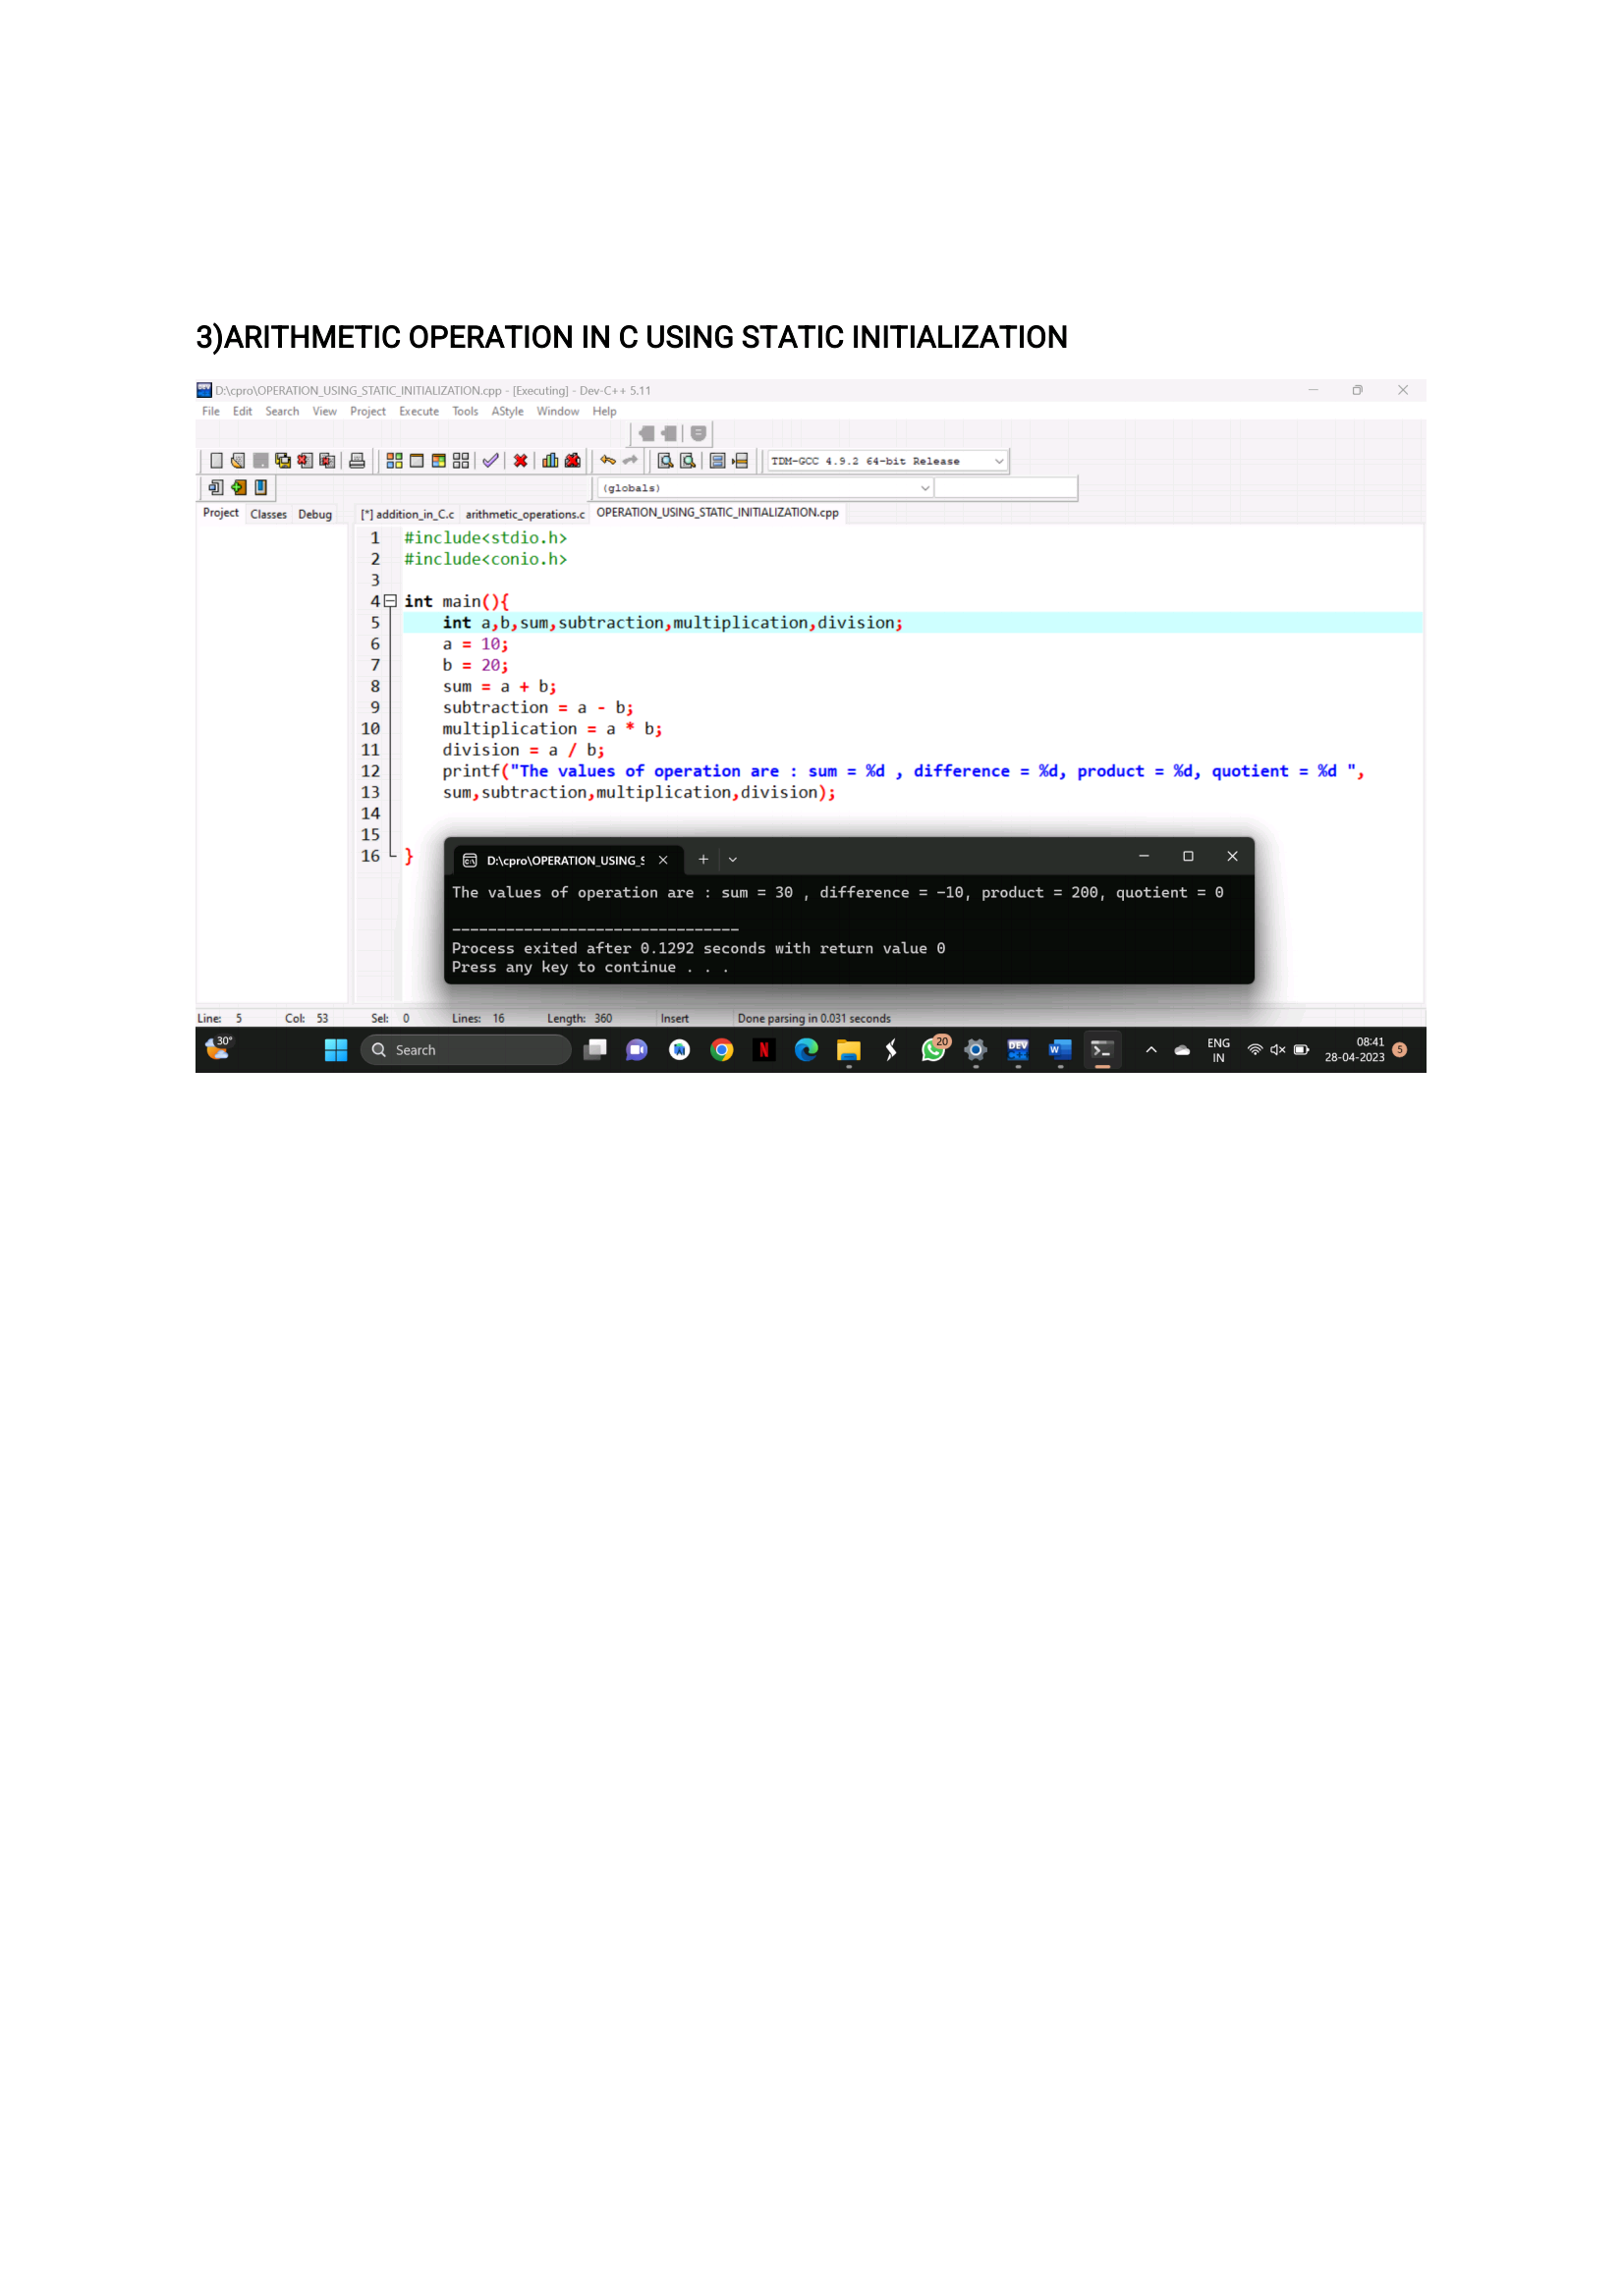 3)ARITHMETIC OPERATION IN C USING STATIC INITIALIZATION
D:\cpro\OPERATION_USING_STATIC_INITIALIZATION.cpp - [Executing] - Dev-C++ 5.11
File Edit Search View Project Execute Tools AStyle Window Help
TDM-GCC 4.9.2 64-bit Release
(globals)
Project Classes Debug [*] addition_in_C.c arithmetic_operations.c OPERATION_USING_STATIC_INITIALIZATION.cpp
1 #include<stdio.h>
2 #include<conio.h>
3
4 int main(){
5 int a,b,sum,subtraction,multiplication,division;
6 a = 10;
7 b = 20;
8 sum = a + b;
9 subtraction = a - b;
10 multiplication = a * b;
11 division = a / b;
12 printf("The values of operation are : sum = %d , difference = %d, product = %d, quotient = %d ",
13 sum,subtraction,multiplication,division);
14
15
16 }
D:\cpro\OPERATION_USING_S
The values of operation are : sum = 30 , difference = -10, product = 200, quotient = 0
--------------------------------
Process exited after 0.1292 seconds with return value 0
Press any key to continue . . .
Line: 5 Col: 53 Sel: 0 Lines: 16 Length: 360 Insert Done parsing in 0.031 seconds
30° Search N 20 DEV W ENG IN 08:41 28-04-2023 5